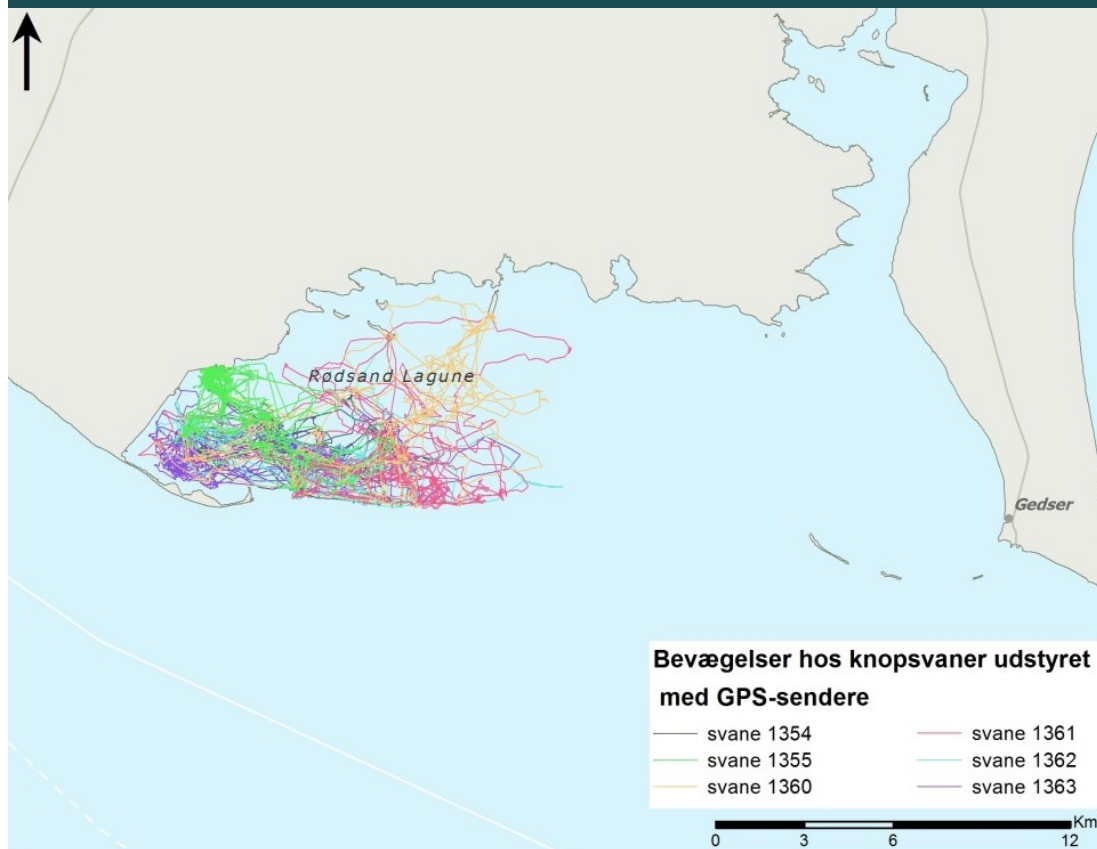 Rødsand Lagune
Gedser
Bevægelser hos knopsvaner udstyret
med GPS-sendere
svane 1354
svane 1355
svane 1360
svane 1361
svane 1362
svane 1363
Km
0 3 6 12